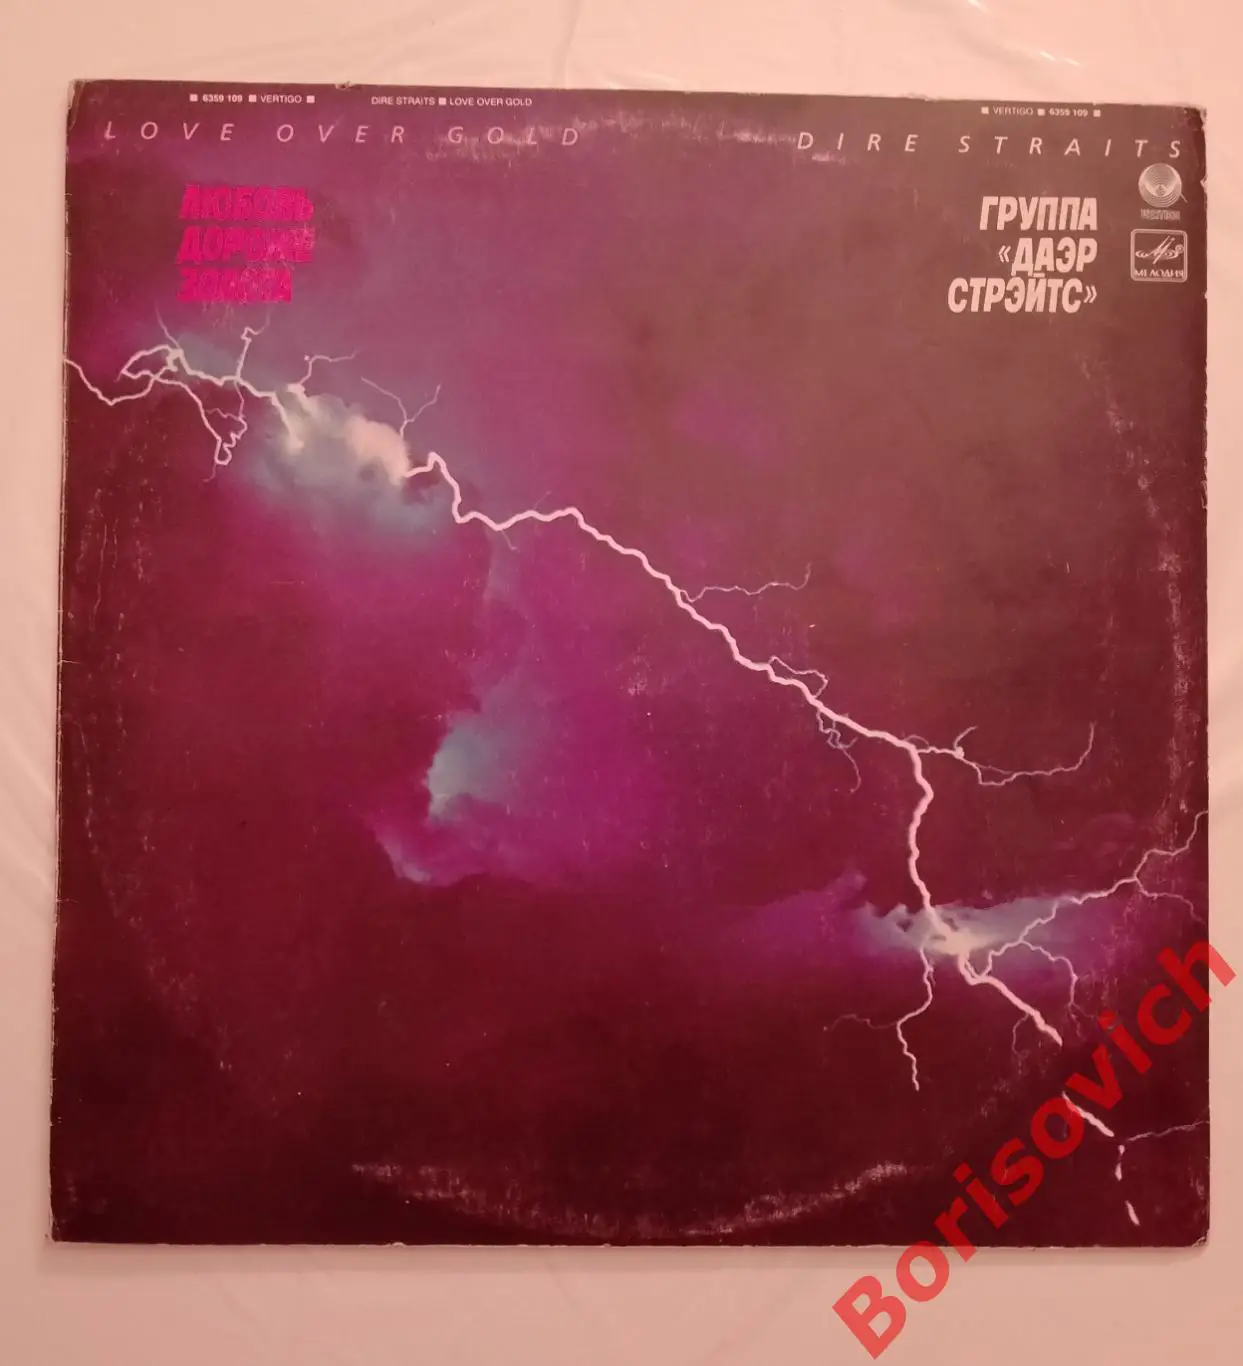 ■ 6359 109 ■ VERTIGO ■ DIRE STRAITS ■ LOVE OVER GOLD
■ VERTIGO ■ 6359 109 ■
LOVE OVER GOLD DIRE STRAITS
ЛЮБОВЬ
ДОРОЖЕ
ЗОЛОТА
VERTIGO
ГРУППА
«ДАЭР
СТРЭЙТС»
МЕЛОДИЯ
Borisovich